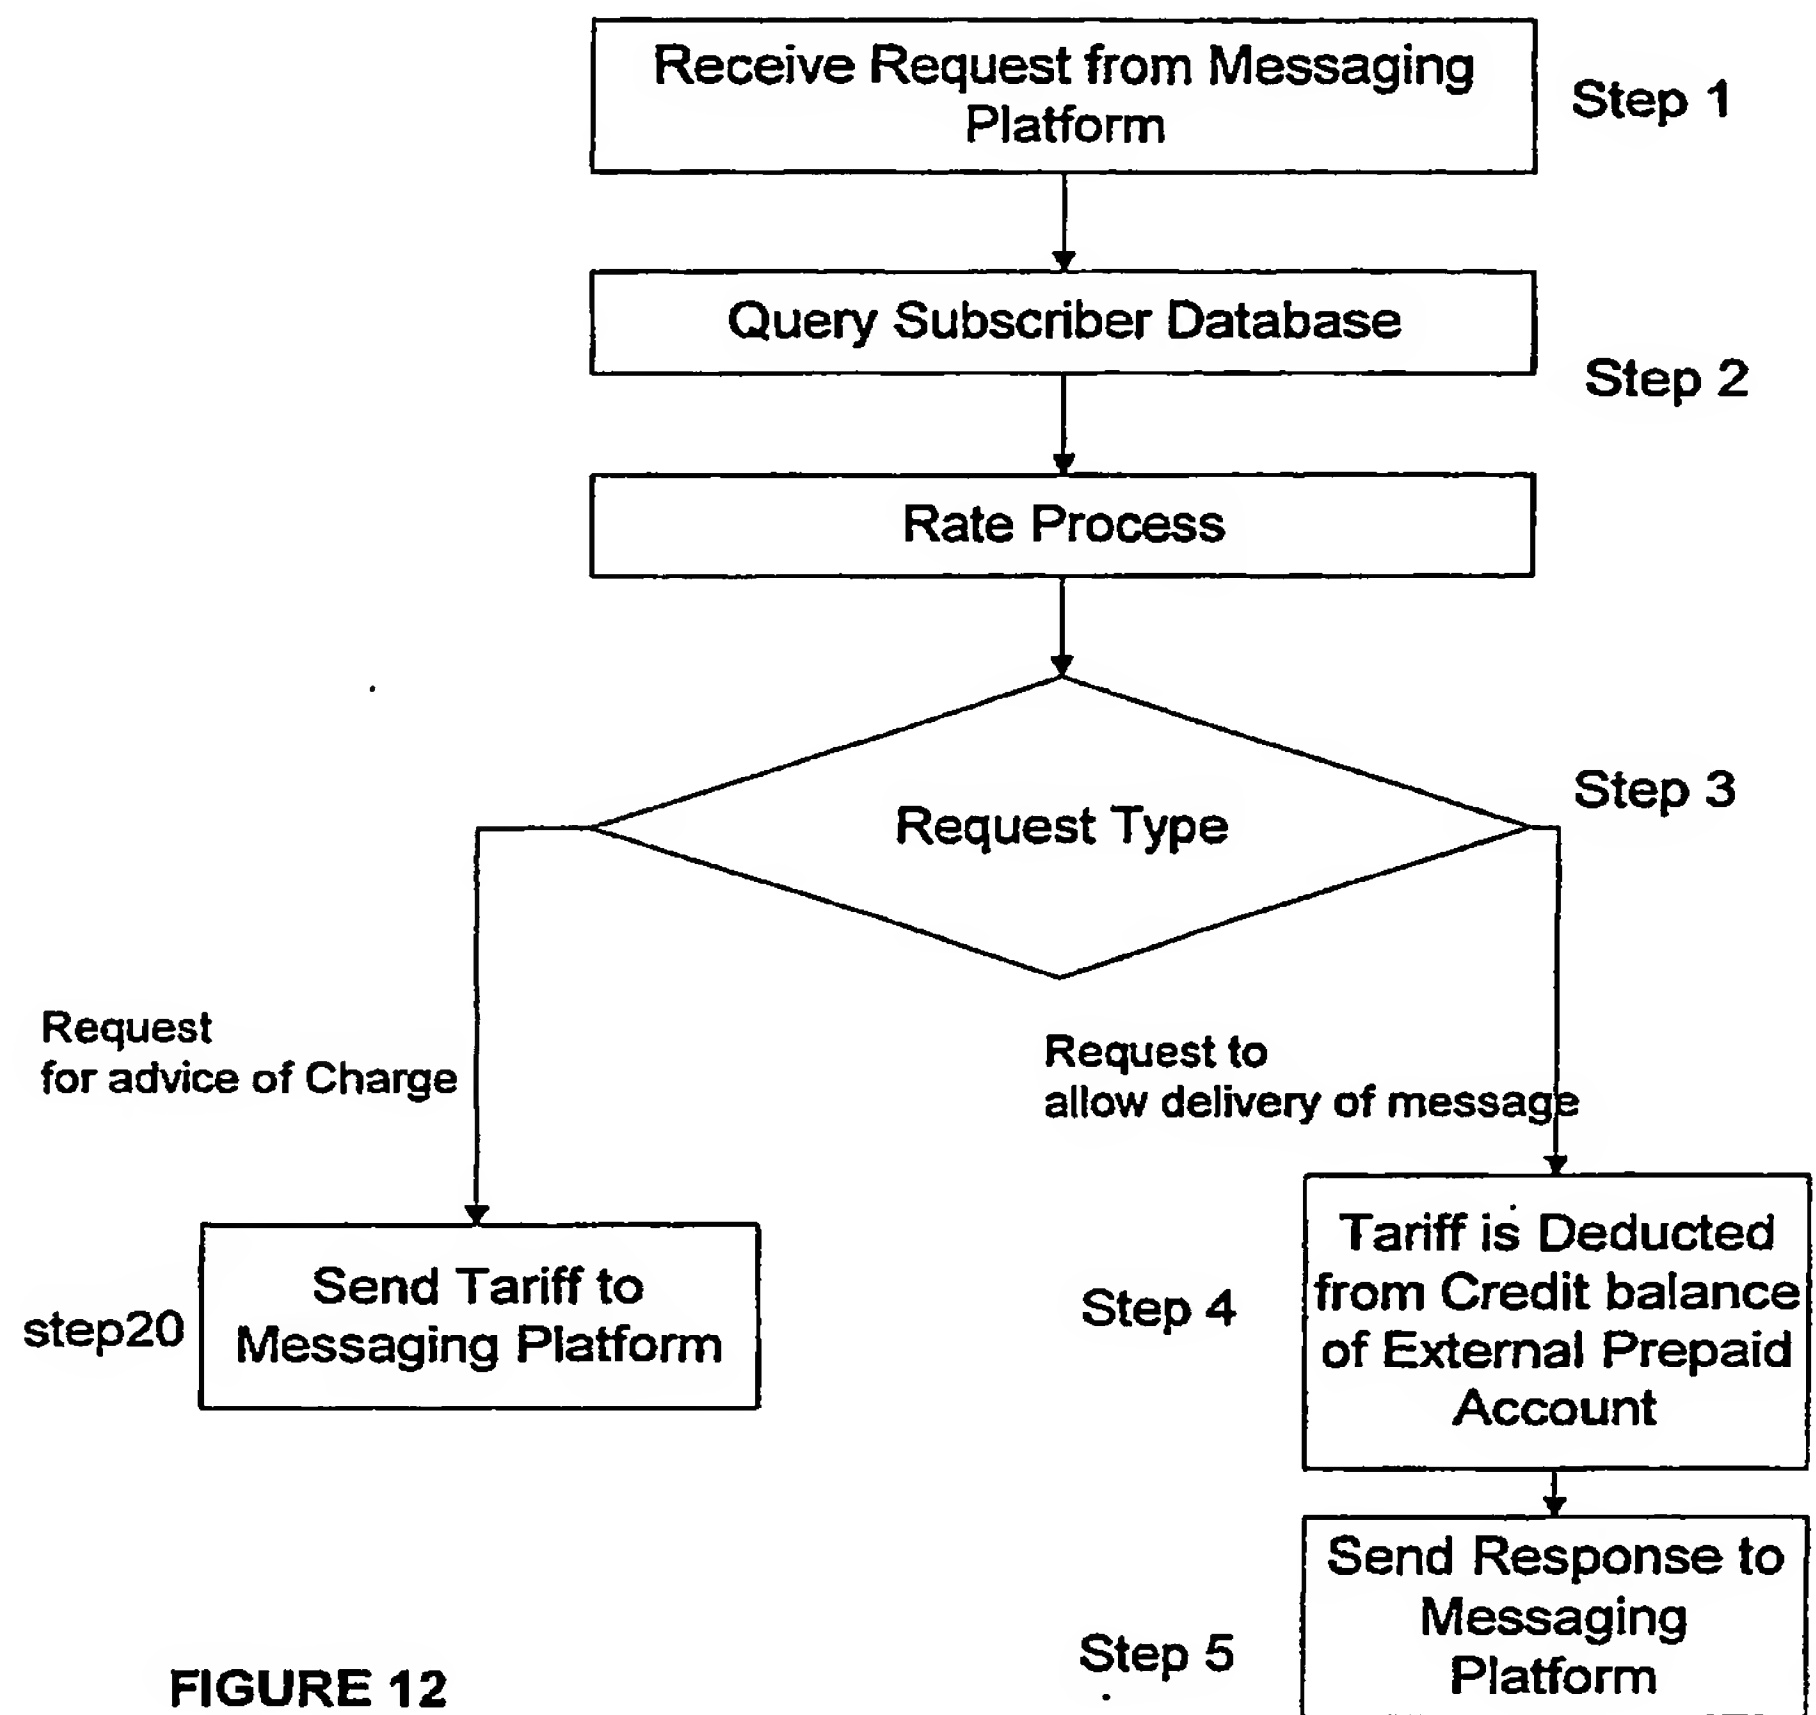 Receive Request from Messaging
Platform
Step 1
Query Subscriber Database
Step 2
Rate Process
Step 3
Request Type
Request
for advice of Charge
Request to
allow delivery of message
Tariff is Deducted
from Credit balance
of External Prepaid
Account
Step 4
Send Tariff to
Messaging Platform
step20
Send Response to
Messaging
Platform
Step 5
FIGURE 12